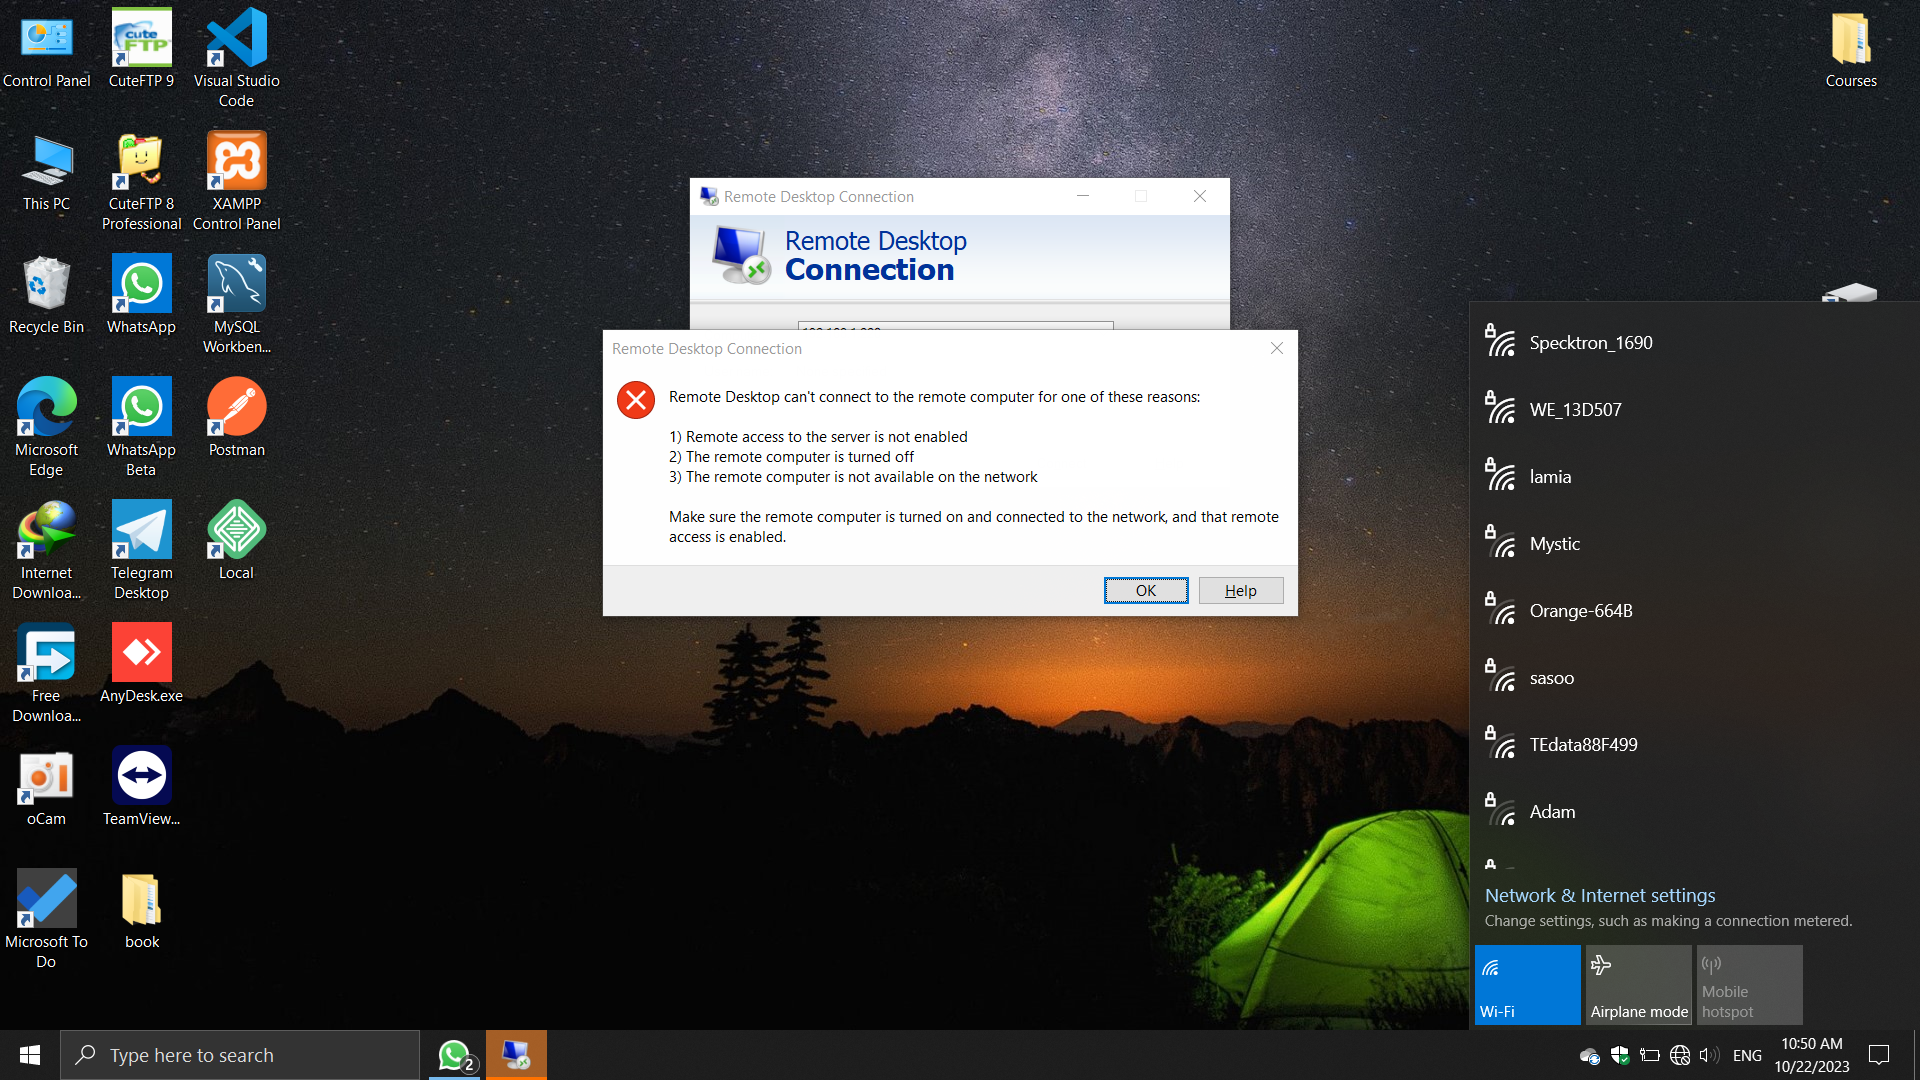 Control Panel
CuteFTP 9
Visual Studio
Code
This PC
CuteFTP 8
Professional
XAMPP
Control Panel
Recycle Bin
WhatsApp
MySQL
Workben...
Microsoft
Edge
WhatsApp
Beta
Postman
Internet
Downloa...
Telegram
Desktop
Local
Free
Downloa...
AnyDesk.exe
oCam
TeamView...
Microsoft To
Do
book
Courses
cute
FTP
Remote Desktop Connection
Remote Desktop
Connection
Remote Desktop Connection
Remote Desktop can't connect to the remote computer for one of these reasons:
1) Remote access to the server is not enabled
2) The remote computer is turned off
3) The remote computer is not available on the network
Make sure the remote computer is turned on and connected to the network, and that remote
access is enabled.
OK
Help
Specktron_1690
WE_13D507
lamia
Mystic
Orange-664B
sasoo
TEdata88F499
Adam
Network & Internet settings
Change settings, such as making a connection metered.
Wi-Fi
Airplane mode
Mobile
hotspot
Type here to search
2
ENG
10:50 AM
10/22/2023